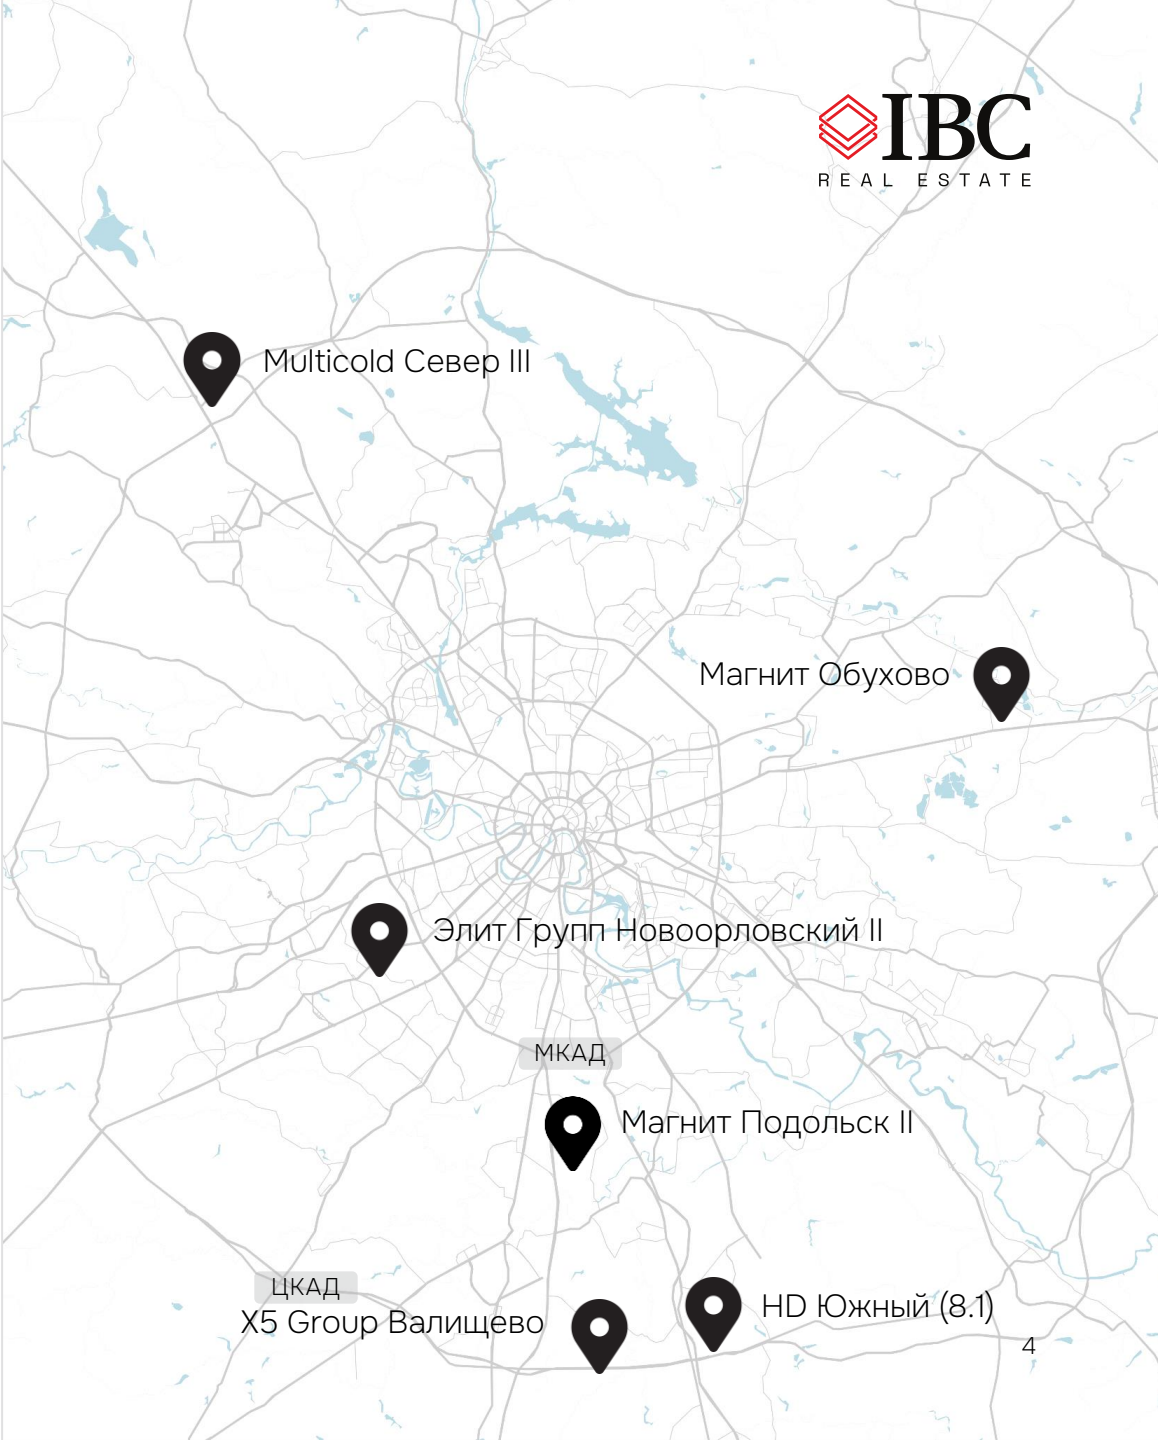 IBC
REAL ESTATE
Multicold Север III
Магнит Обухово
Элит Групп Новоорловский II
МКАД
Магнит Подольск II
ЦКАД
X5 Group Валищево
HD Южный (8.1)
4